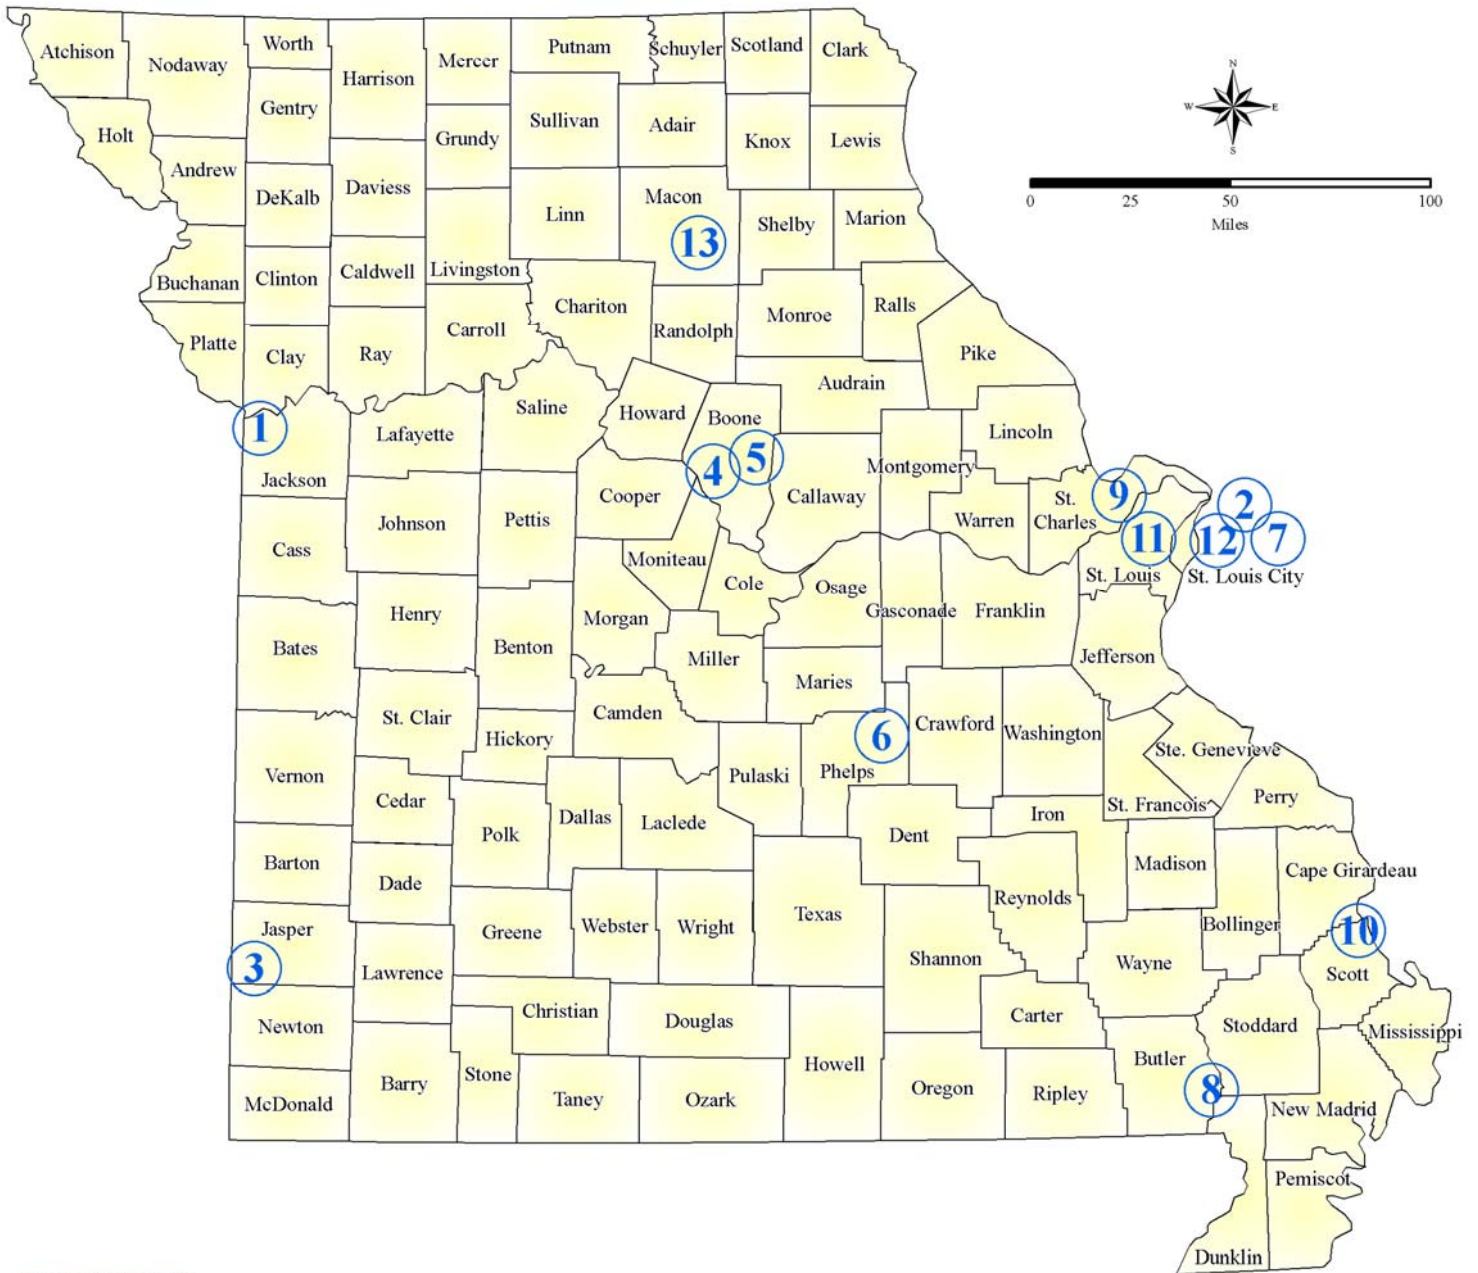 Atchison
Nodaway
Worth
Harrison
Mercer
Putnam
Schuyler
Scotland
Clark
N
W
E
S
Holt
Gentry
Grundy
Sullivan
Adair
Knox
Lewis
Andrew
DeKalb
Daviess
Linn
Macon
13
Shelby
Marion
0
25
50
100
Miles
Buchanan
Clinton
Caldwell
Livingston
Chariton
Randolph
Monroe
Ralls
Platte
Clay
Ray
Carroll
Pike
Audrain
Saline
Howard
Boone
1
Jackson
Lafayette
Lincoln
4
5
Cooper
Callaway
Montgomery
Warren
St.
Charles
9
2
11
12
7
St. Louis
St. Louis City
Johnson
Pettis
Cass
Moniteau
Cole
Osage
Gasconade
Franklin
Henry
Morgan
Bates
Benton
Miller
Jefferson
Maries
St. Clair
Camden
Hickory
6
Crawford
Washington
Ste. Genevieve
Vernon
Pulaski
Phelps
Cedar
St. Francois
Perry
Polk
Dallas
Laclede
Dent
Iron
Barton
Dade
Madison
Cape Girardeau
Reynolds
Jasper
Greene
Webster
Wright
Texas
Bollinger
10
3
Lawrence
Shannon
Wayne
Scott
Newton
Christian
Douglas
Carter
Stoddard
Mississippi
McDonald
Barry
Stone
Taney
Ozark
Howell
Oregon
Ripley
Butler
8
New Madrid
Pemiscot
Dunklin